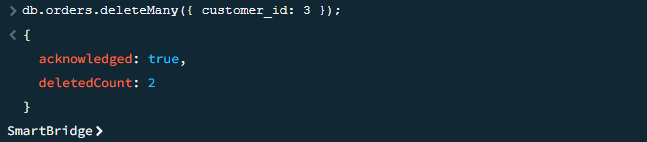 > db.orders.deleteMany({ customer_id: 3 });
< {
acknowledged: true,
deletedCount: 2
}
SmartBridge>